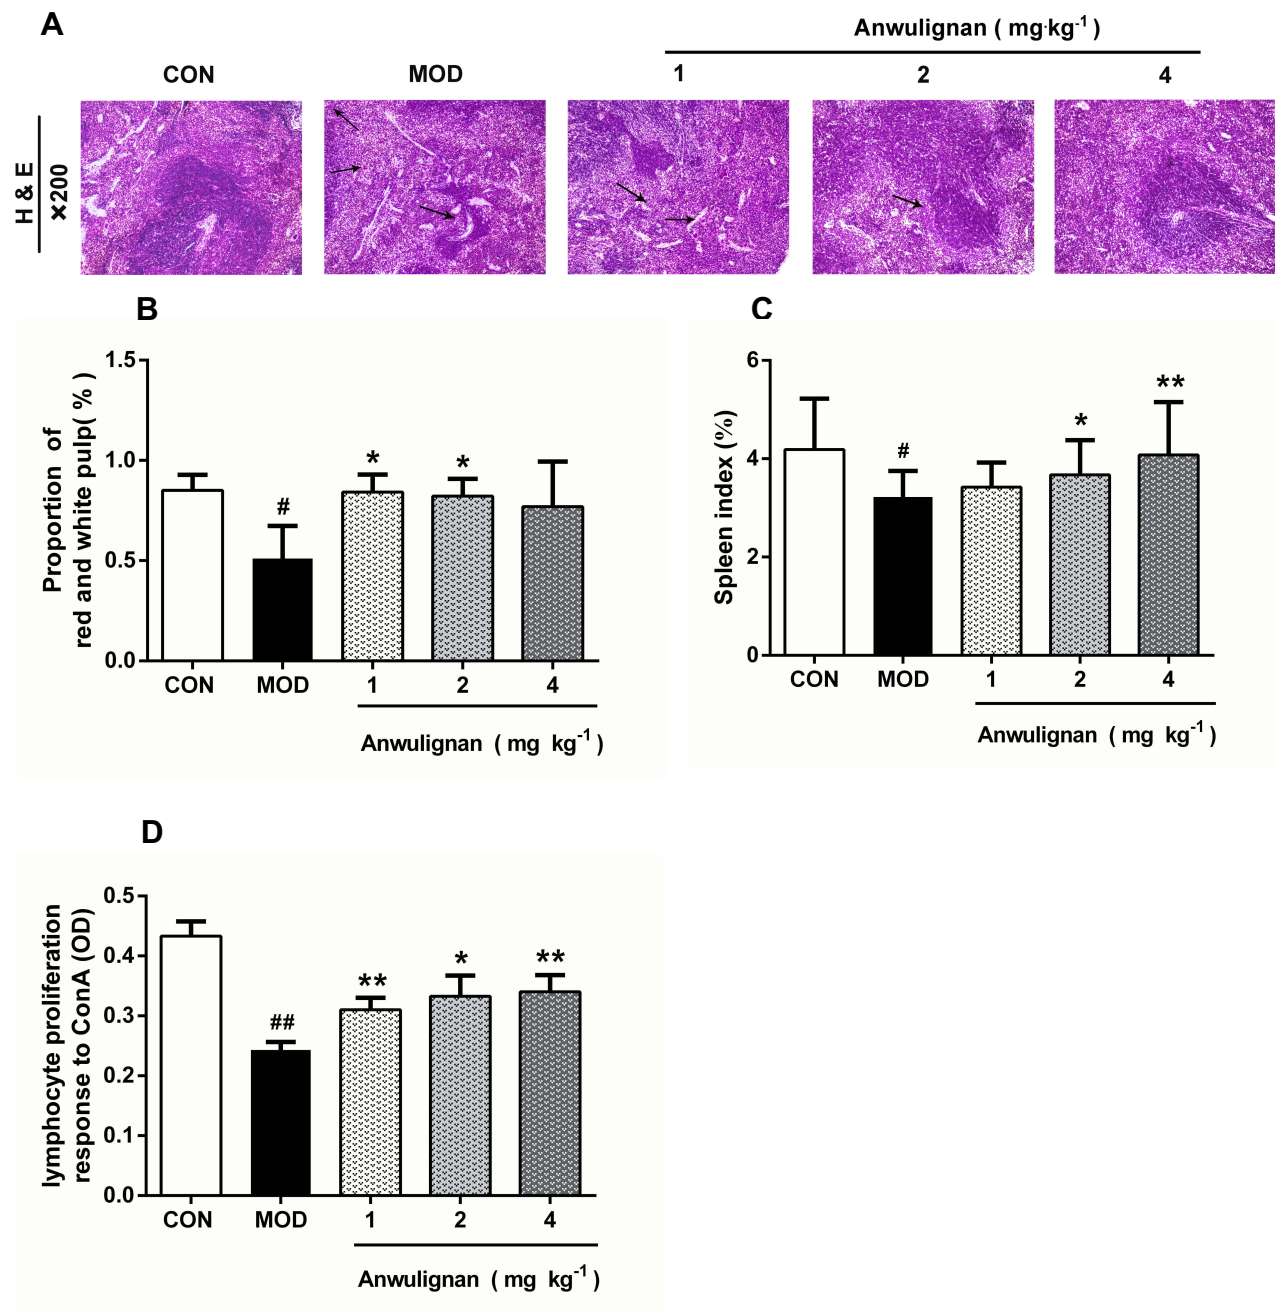 A
Anwulignan ( mg·kg-1 )
CON MOD 1 2 4
H & E
×200
B
Proportion of
red and white pulp( % )
1.5
1.0
0.5
0.0
#
*
*
CON MOD 1 2 4
Anwulignan ( mg kg-1 )
C
Spleen index (%)
6
4
2
0
#
*
**
CON MOD 1 2 4
Anwulignan ( mg kg-1 )
D
lymphocyte proliferation
response to ConA (OD)
0.5
0.4
0.3
0.2
0.1
0.0
##
**
*
**
CON MOD 1 2 4
Anwulignan ( mg kg-1 )